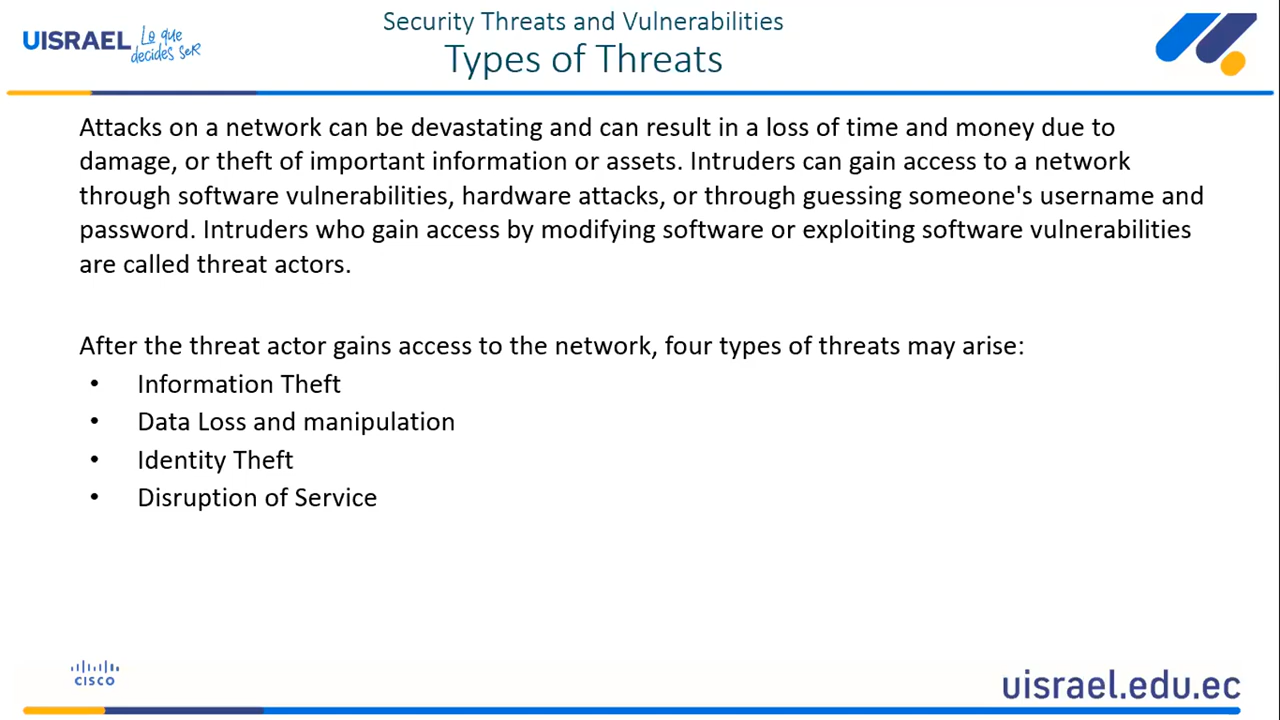 UISRAEL Lo que decides seR
Security Threats and Vulnerabilities
Types of Threats
Attacks on a network can be devastating and can result in a loss of time and money due to
damage, or theft of important information or assets. Intruders can gain access to a network
through software vulnerabilities, hardware attacks, or through guessing someone's username and
password. Intruders who gain access by modifying software or exploiting software vulnerabilities
are called threat actors.
After the threat actor gains access to the network, four types of threats may arise:
• Information Theft
• Data Loss and manipulation
• Identity Theft
• Disruption of Service
CISCO
uisrael.edu.ec